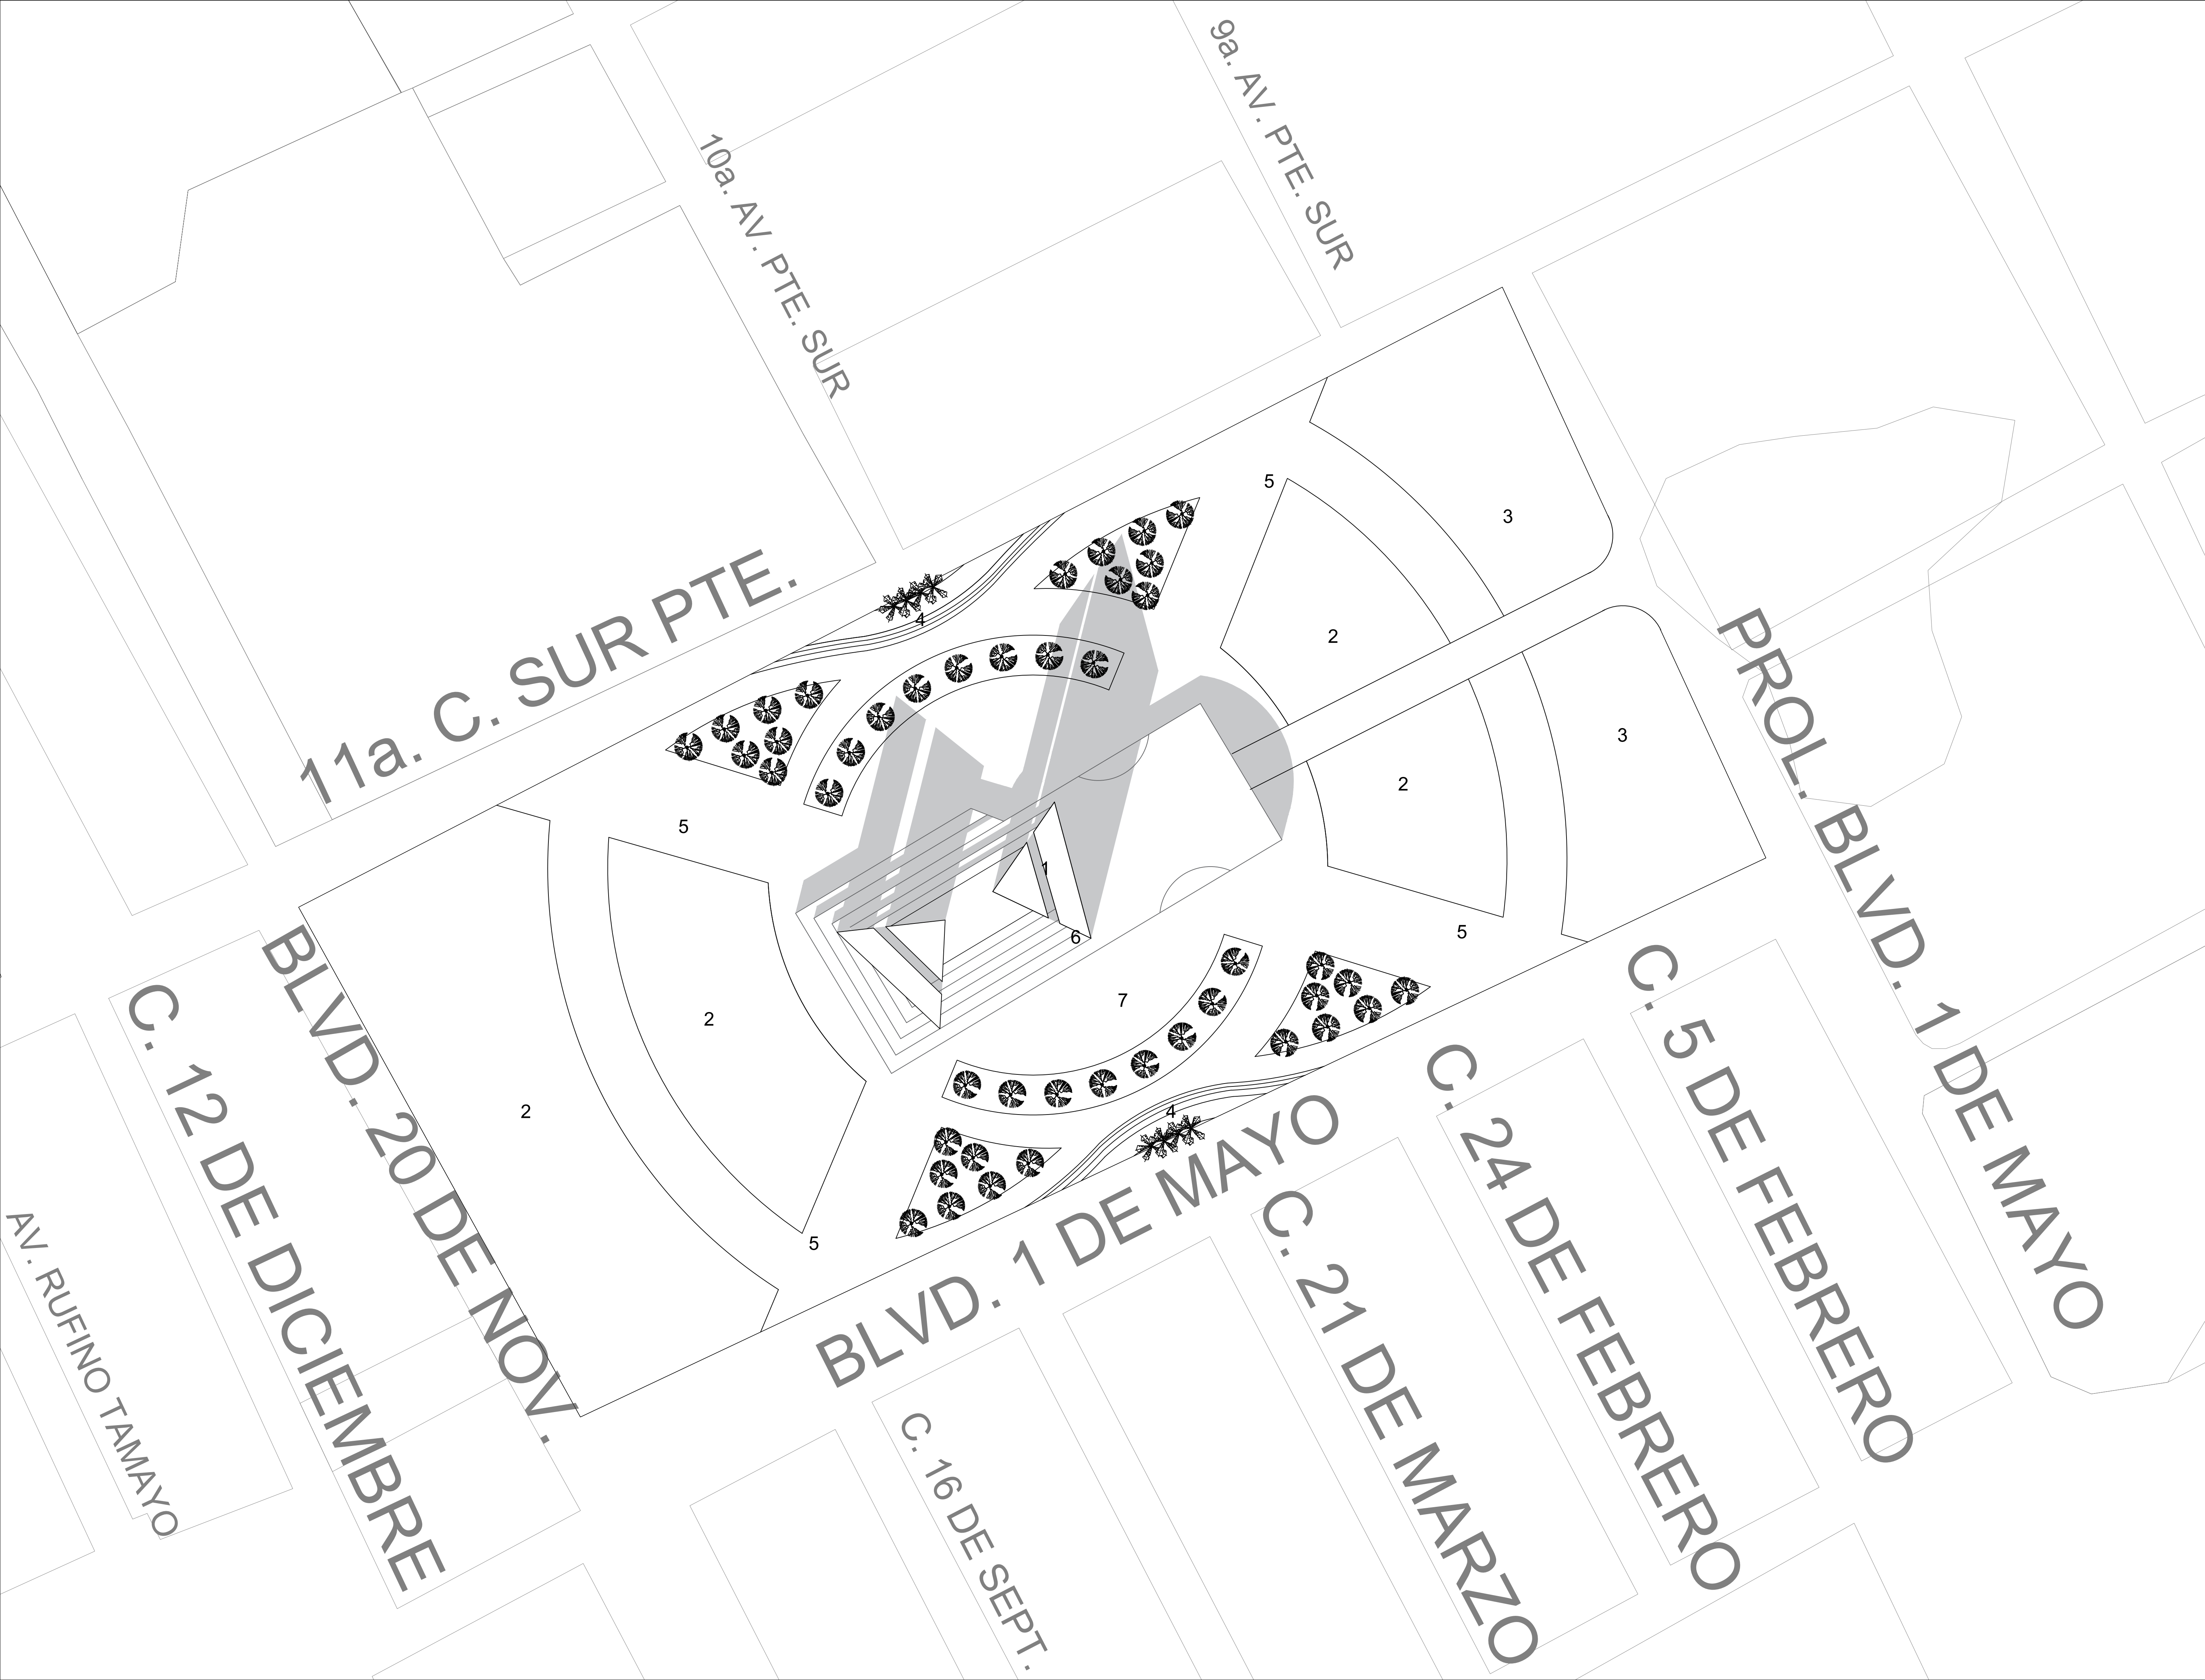 9a. AV. PTE. SUR
10a. AV. PTE. SUR
5
3
11a. C. SUR PTE.
4
2
PROL. BLVD. 1 DE MAYO
3
2
5
1
5
6
BLVD. 20 DE NOV.
C. 12 DE DICIEMBRE
2
7
C. 5 DE FEBRERO
C. 24 DE FEBRERO
2
4
BLVD. 1 DE MAYO
C. 21 DE MARZO
AV. RUFINO TAMAYO
5
C. 16 DE SEPT.